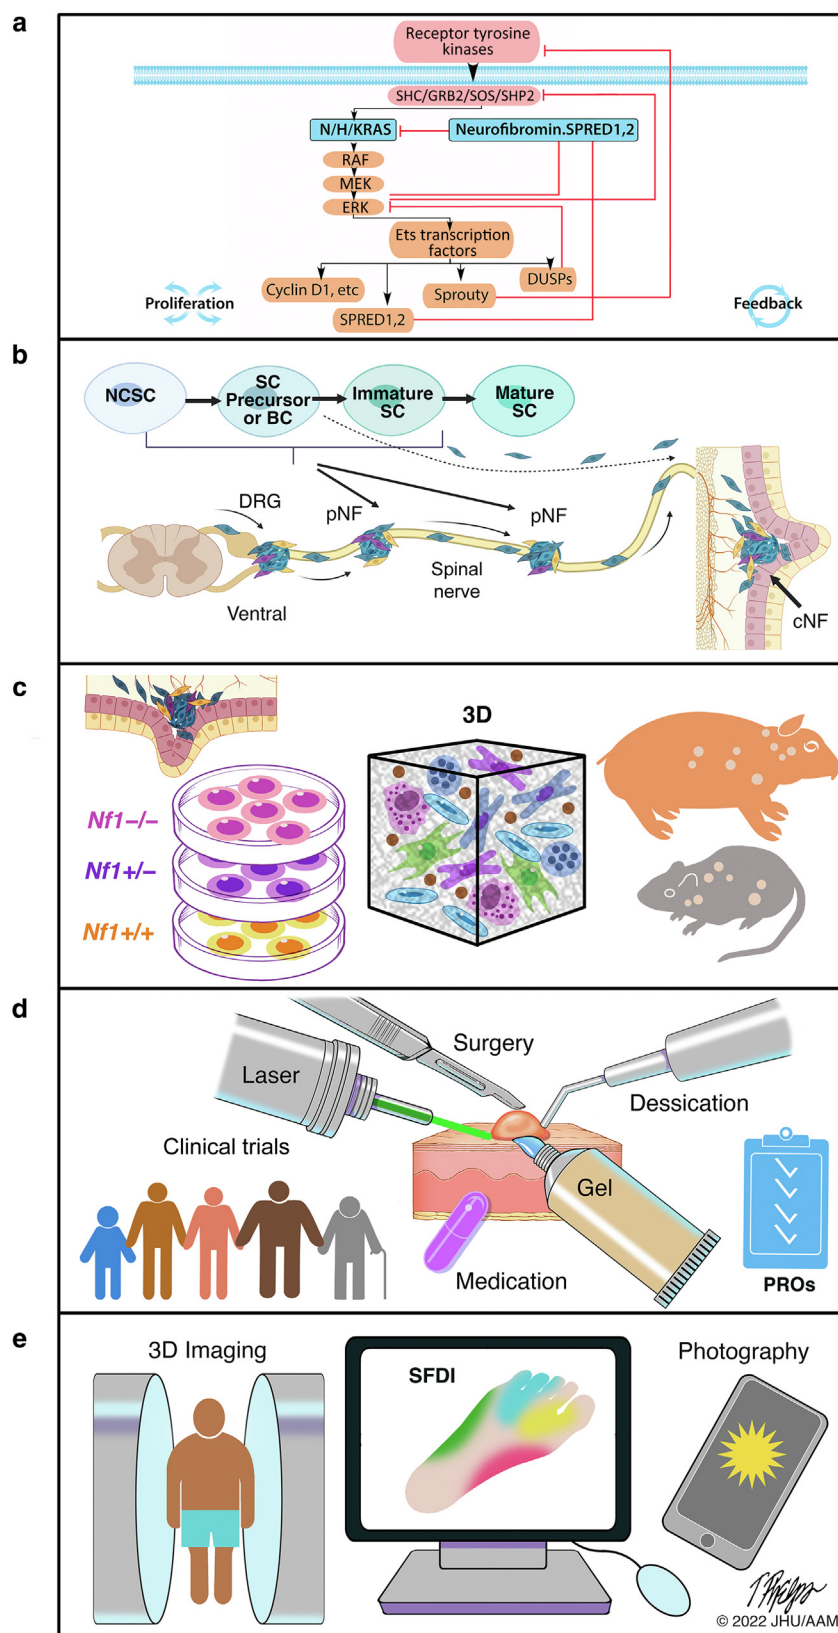 a
Receptor tyrosine
kinases
SHC/GRB2/SOS/SHP2
N/H/KRAS
Neurofibromin.SPRED1,2
RAF
MEK
ERK
Ets transcription
factors
Cyclin D1, etc
SPRED1,2
Sprouty
DUSPs
Proliferation
Feedback
b
NCSC
SC
Precursor
or BC
Immature
SC
Mature
SC
DRG
pNF
pNF
Spinal
nerve
Ventral
cNF
c
3D
Nf1−/−
Nf1+/−
Nf1+/+
d
Surgery
Laser
Dessication
Clinical trials
Gel
Medication
PROs
e
3D Imaging
SFDI
Photography
© 2022 JHU/AAM